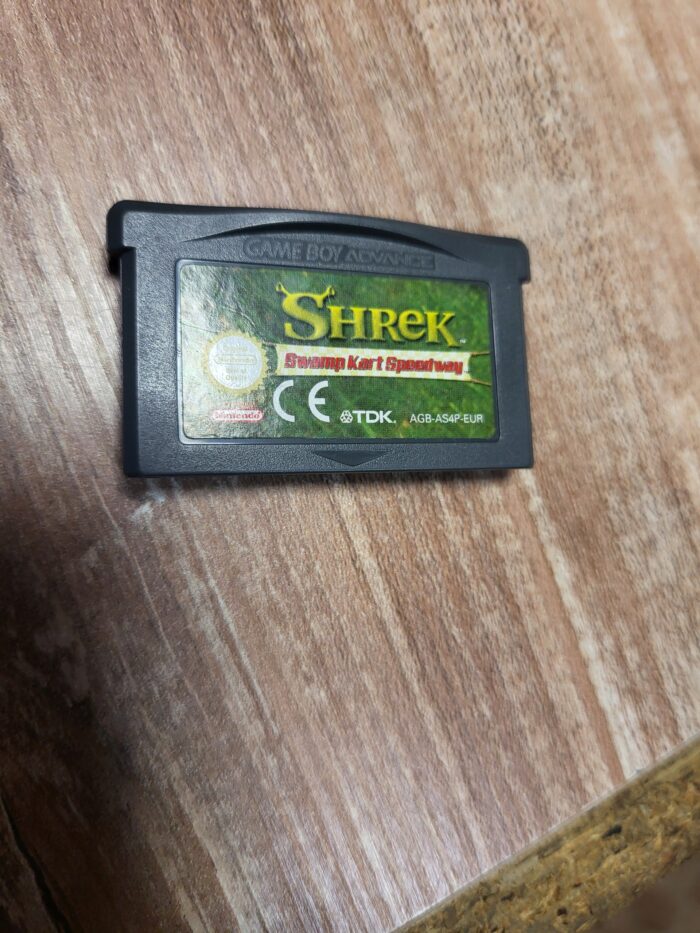 GAME BOY ADVANCE
SHREK
Swamp Kart Speedway
Nintendo
CE
TDK.
AGB-AS4P-EUR